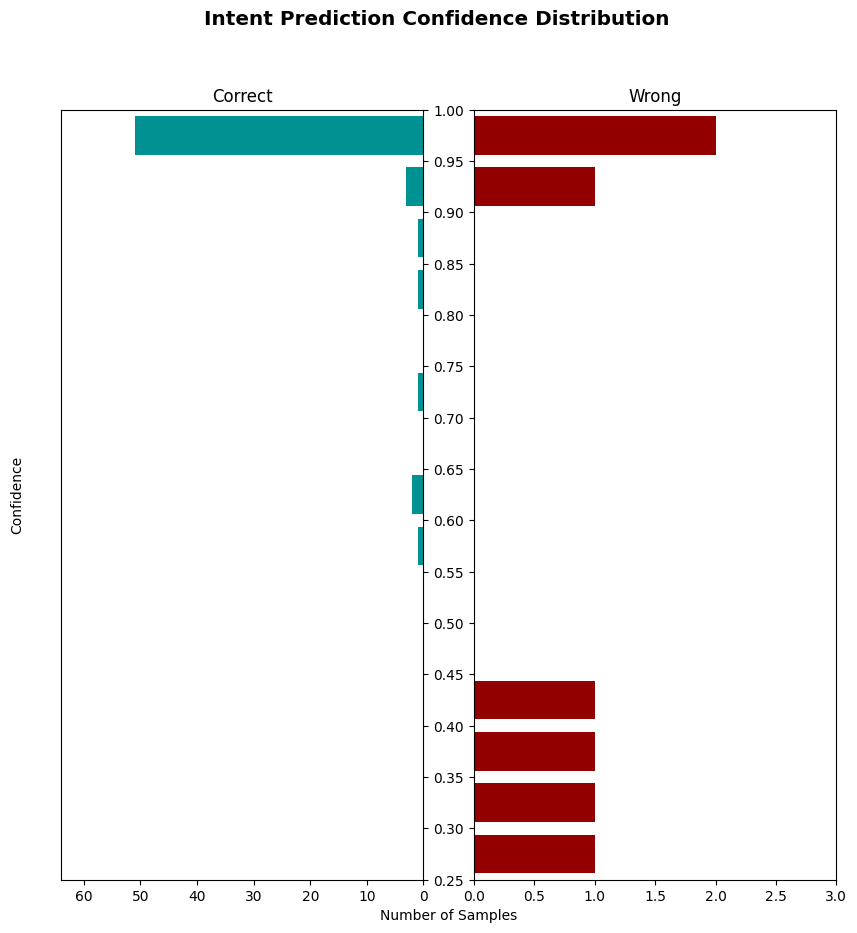 Intent Prediction Confidence Distribution
Correct
Wrong
1.00
0.95
0.90
0.85
0.80
0.75
0.70
0.65
0.60
0.55
0.50
0.45
0.40
0.35
0.30
0.25
Confidence
60 50 40 30 20 10 0
0.0 0.5 1.0 1.5 2.0 2.5 3.0
Number of Samples